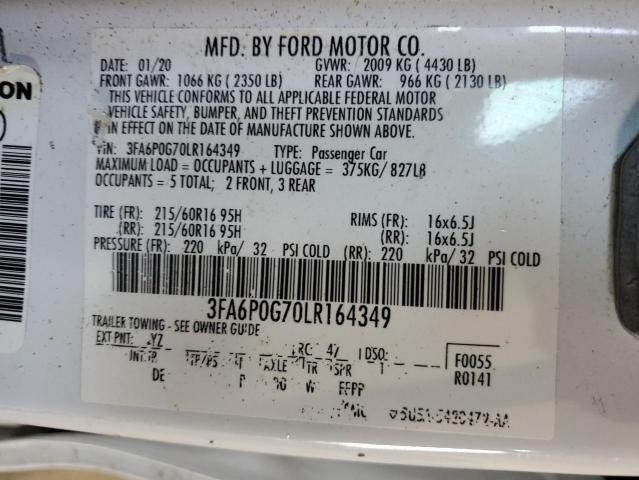 MFD. BY FORD MOTOR CO.
DATE: 01/20 GVWR: 2009 KG ( 4430 LB)
FRONT GAWR: 1066 KG ( 2350 LB) REAR GAWR: 966 KG ( 2130 LB)
THIS VEHICLE CONFORMS TO ALL APPLICABLE FEDERAL MOTOR
VEHICLE SAFETY, BUMPER, AND THEFT PREVENTION STANDARDS
IN EFFECT ON THE DATE OF MANUFACTURE SHOWN ABOVE.
VIN: 3FA6P0G70LR164349 TYPE: Passenger Car
MAXIMUM LOAD = OCCUPANTS + LUGGAGE = 375KG/ 827LB
OCCUPANTS = 5 TOTAL; 2 FRONT, 3 REAR
TIRE (FR): 215/60R16 95H RIMS (FR): 16x6.5J
(RR): 215/60R16 95H (RR): 16x6.5J
PRESSURE (FR): 220 kPa/ 32 PSI COLD (RR): 220 kPa/ 32 PSI COLD
3FA6P0G70LR164349
TRAILER TOWING - SEE OWNER GUIDE
EXT PNT: YZ RC: 47 DSO: F0055
R0141